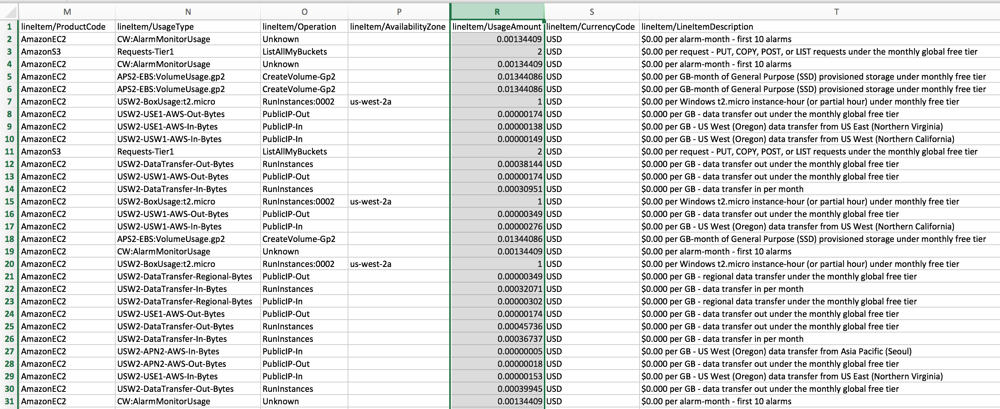 M N O P R S T
1 lineItem/ProductCode lineItem/UsageType lineItem/Operation lineItem/AvailabilityZone lineItem/UsageAmount lineItem/CurrencyCode lineItem/LineItemDescription
2 AmazonEC2 CW:AlarmMonitorUsage Unknown 0.00134409 USD $0.00 per alarm-month - first 10 alarms
3 AmazonS3 Requests-Tier1 ListAllMyBuckets 2 USD $0.00 per request - PUT, COPY, POST, or LIST requests under the monthly global free tier
4 AmazonEC2 CW:AlarmMonitorUsage Unknown 0.00134409 USD $0.00 per alarm-month - first 10 alarms
5 AmazonEC2 APS2-EBS:VolumeUsage.gp2 CreateVolume-Gp2 0.01344086 USD $0.00 per GB-month of General Purpose (SSD) provisioned storage under monthly free tier
6 AmazonEC2 APS2-EBS:VolumeUsage.gp2 CreateVolume-Gp2 0.01344086 USD $0.00 per GB-month of General Purpose (SSD) provisioned storage under monthly free tier
7 AmazonEC2 USW2-BoxUsage:t2.micro RunInstances:0002 us-west-2a 1 USD $0.00 per Windows t2.micro instance-hour (or partial hour) under monthly free tier
8 AmazonEC2 USW2-USE1-AWS-Out-Bytes PublicIP-Out 0.00000174 USD $0.000 per GB - data transfer out under the monthly global free tier
9 AmazonEC2 USW2-USE1-AWS-In-Bytes PublicIP-In 0.00000138 USD $0.00 per GB - US West (Oregon) data transfer from US East (Northern Virginia)
10 AmazonEC2 USW2-USW1-AWS-In-Bytes PublicIP-In 0.00000149 USD $0.00 per GB - US West (Oregon) data transfer from US West (Northern California)
11 AmazonS3 Requests-Tier1 ListAllMyBuckets 2 USD $0.00 per request - PUT, COPY, POST, or LIST requests under the monthly global free tier
12 AmazonEC2 USW2-DataTransfer-Out-Bytes RunInstances 0.00038144 USD $0.000 per GB - data transfer out under the monthly global free tier
13 AmazonEC2 USW2-USW1-AWS-Out-Bytes PublicIP-Out 0.00000174 USD $0.000 per GB - data transfer out under the monthly global free tier
14 AmazonEC2 USW2-DataTransfer-In-Bytes RunInstances 0.00030951 USD $0.000 per GB - data transfer in per month
15 AmazonEC2 USW2-BoxUsage:t2.micro RunInstances:0002 us-west-2a 1 USD $0.00 per Windows t2.micro instance-hour (or partial hour) under monthly free tier
16 AmazonEC2 USW2-USW1-AWS-Out-Bytes PublicIP-Out 0.00000349 USD $0.000 per GB - data transfer out under the monthly global free tier
17 AmazonEC2 USW2-USW1-AWS-In-Bytes PublicIP-In 0.00000276 USD $0.00 per GB - US West (Oregon) data transfer from US West (Northern California)
18 AmazonEC2 APS2-EBS:VolumeUsage.gp2 CreateVolume-Gp2 0.01344086 USD $0.00 per GB-month of General Purpose (SSD) provisioned storage under monthly free tier
19 AmazonEC2 CW:AlarmMonitorUsage Unknown 0.00134409 USD $0.00 per alarm-month - first 10 alarms
20 AmazonEC2 USW2-BoxUsage:t2.micro RunInstances:0002 us-west-2a 1 USD $0.00 per Windows t2.micro instance-hour (or partial hour) under monthly free tier
21 AmazonEC2 USW2-DataTransfer-Regional-Bytes PublicIP-Out 0.00000349 USD $0.000 per GB - regional data transfer under the monthly global free tier
22 AmazonEC2 USW2-DataTransfer-In-Bytes RunInstances 0.00032071 USD $0.000 per GB - data transfer in per month
23 AmazonEC2 USW2-DataTransfer-Regional-Bytes PublicIP-In 0.00000302 USD $0.000 per GB - regional data transfer under the monthly global free tier
24 AmazonEC2 USW2-USE1-AWS-Out-Bytes PublicIP-Out 0.00000174 USD $0.000 per GB - data transfer out under the monthly global free tier
25 AmazonEC2 USW2-DataTransfer-Out-Bytes RunInstances 0.00045736 USD $0.000 per GB - data transfer out under the monthly global free tier
26 AmazonEC2 USW2-DataTransfer-In-Bytes RunInstances 0.00036737 USD $0.000 per GB - data transfer in per month
27 AmazonEC2 USW2-APN2-AWS-In-Bytes PublicIP-In 0.00000005 USD $0.00 per GB - US West (Oregon) data transfer from Asia Pacific (Seoul)
28 AmazonEC2 USW2-APN2-AWS-Out-Bytes PublicIP-Out 0.00000018 USD $0.000 per GB - data transfer out under the monthly global free tier
29 AmazonEC2 USW2-USE1-AWS-In-Bytes PublicIP-In 0.00000153 USD $0.00 per GB - US West (Oregon) data transfer from US East (Northern Virginia)
30 AmazonEC2 USW2-DataTransfer-Out-Bytes RunInstances 0.00039945 USD $0.000 per GB - data transfer out under the monthly global free tier
31 AmazonEC2 CW:AlarmMonitorUsage Unknown 0.00134409 USD $0.00 per alarm-month - first 10 alarms